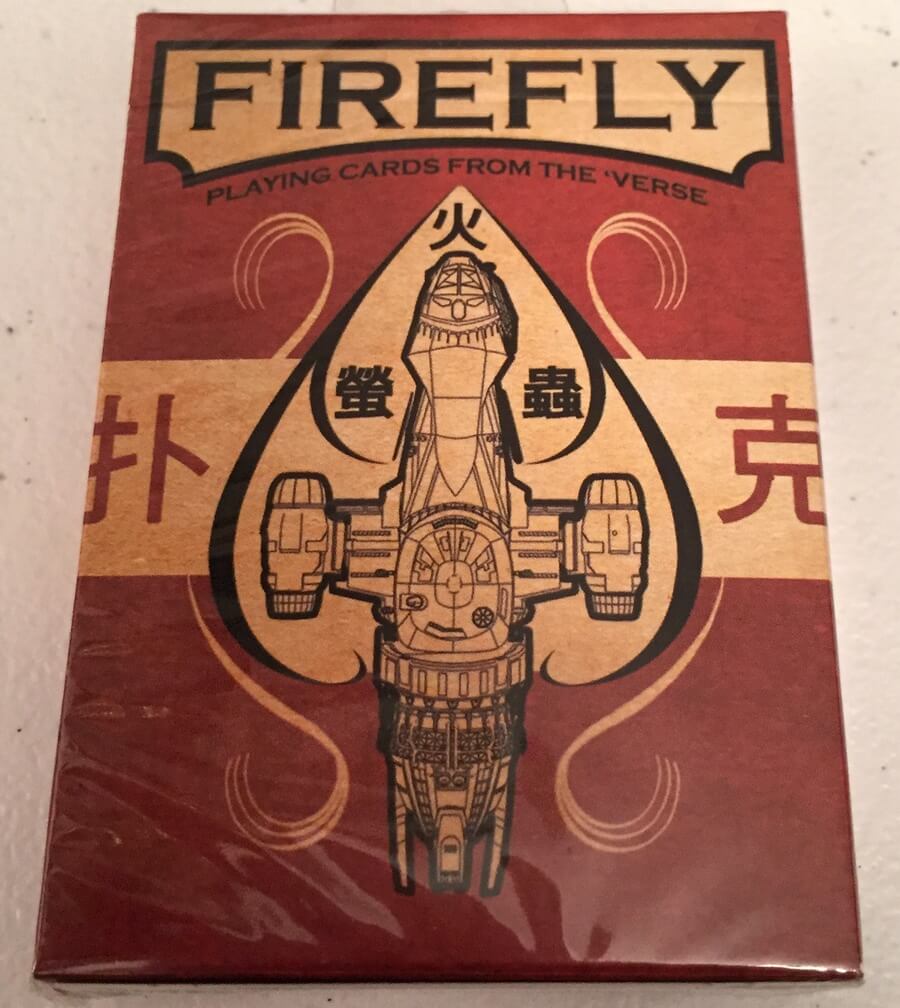 FIREFLY
PLAYING CARDS FROM THE 'VERSE
火
螢 蟲
扑 克